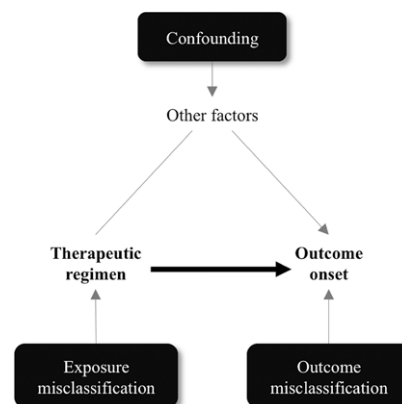 Confounding
Other factors
Therapeutic
regimen
Outcome
onset
Exposure
misclassification
Outcome
misclassification